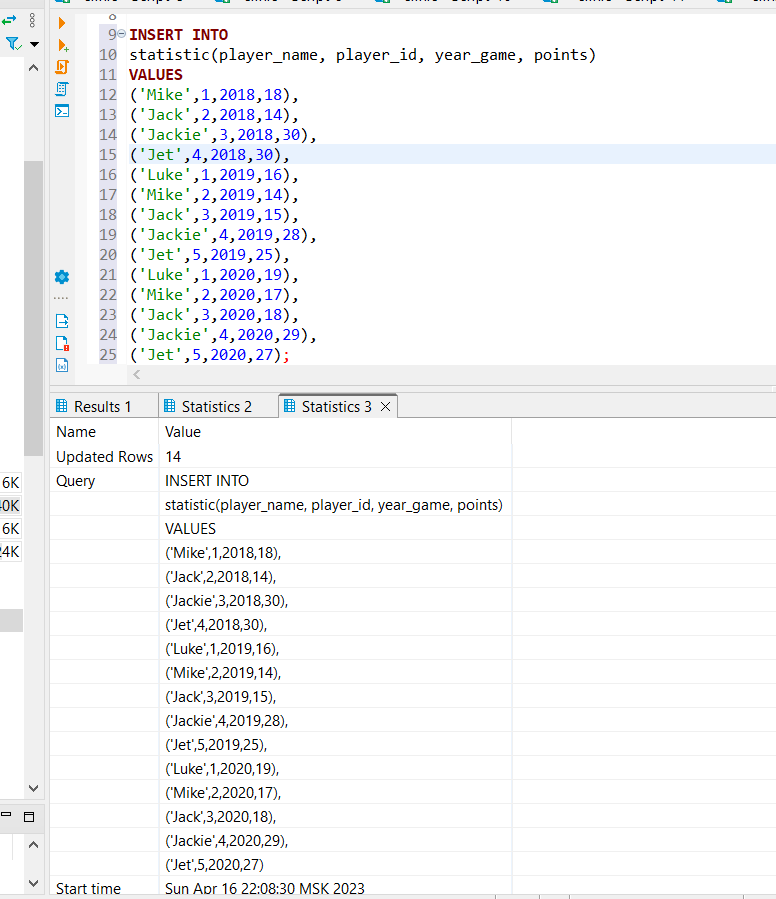 9 INSERT INTO
10 statistic(player_name, player_id, year_game, points)
11 VALUES
12 ('Mike',1,2018,18),
13 ('Jack',2,2018,14),
14 ('Jackie',3,2018,30),
15 ('Jet',4,2018,30),
16 ('Luke',1,2019,16),
17 ('Mike',2,2019,14),
18 ('Jack',3,2019,15),
19 ('Jackie',4,2019,28),
20 ('Jet',5,2019,25),
21 ('Luke',1,2020,19),
22 ('Mike',2,2020,17),
23 ('Jack',3,2020,18),
24 ('Jackie',4,2020,29),
25 ('Jet',5,2020,27);
Results 1 Statistics 2 Statistics 3
Name Value
Updated Rows 14
Query INSERT INTO
statistic(player_name, player_id, year_game, points)
VALUES
('Mike',1,2018,18),
('Jack',2,2018,14),
('Jackie',3,2018,30),
('Jet',4,2018,30),
('Luke',1,2019,16),
('Mike',2,2019,14),
('Jack',3,2019,15),
('Jackie',4,2019,28),
('Jet',5,2019,25),
('Luke',1,2020,19),
('Mike',2,2020,17),
('Jack',3,2020,18),
('Jackie',4,2020,29),
('Jet',5,2020,27)
Start time Sun Apr 16 22:08:30 MSK 2023
6K
6K